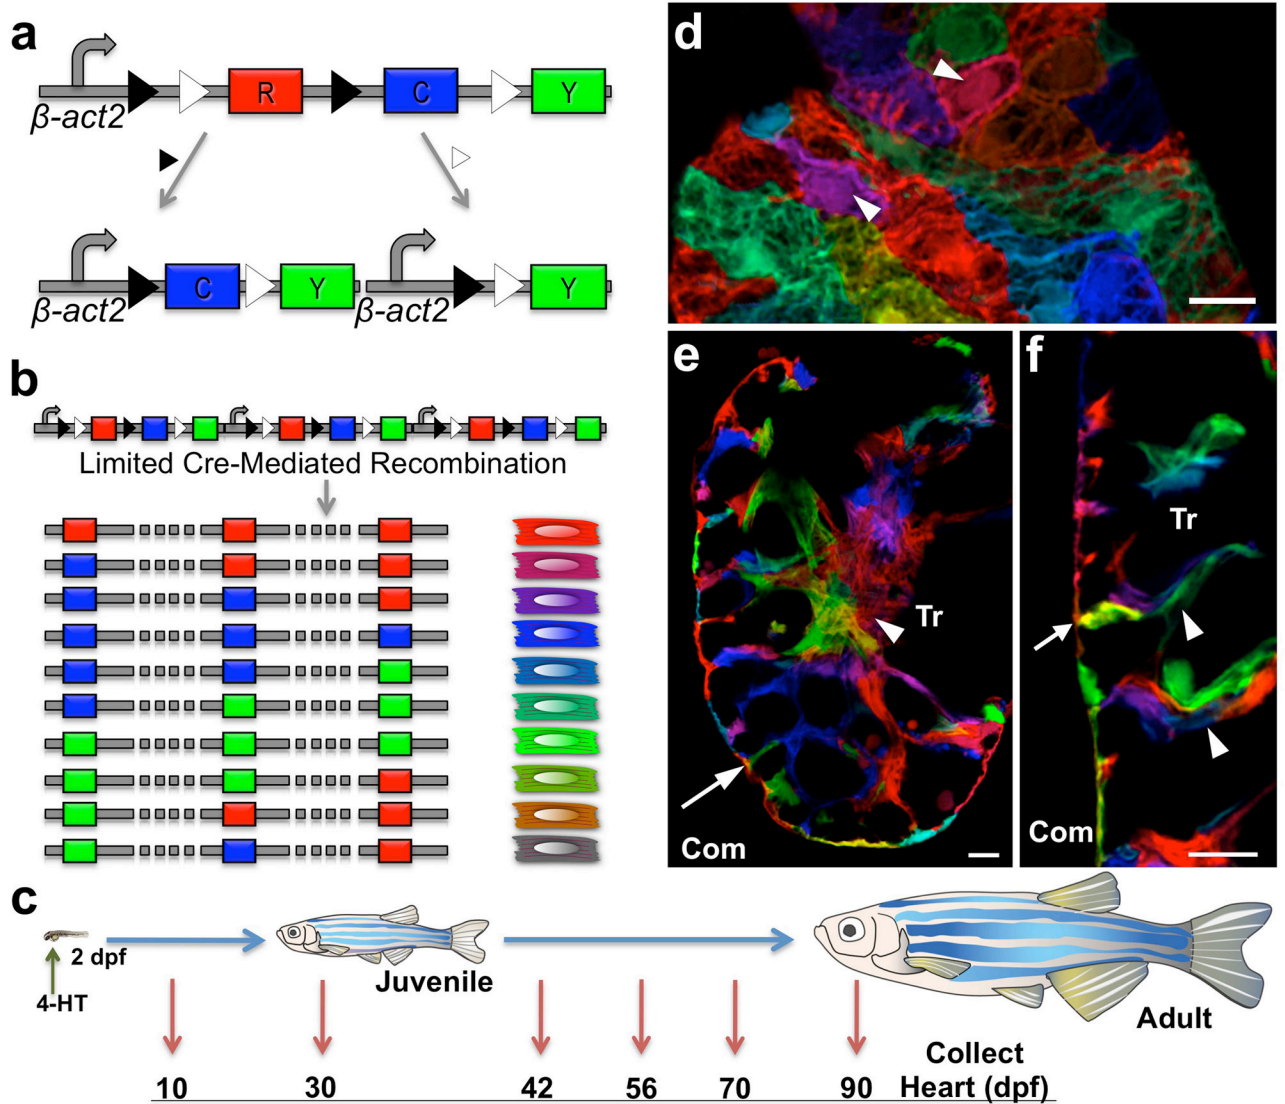 a
R
C
Y
β-act2
C
Y
Y
β-act2
β-act2
b
Limited Cre-Mediated Recombination
c
2 dpf
4-HT
Juvenile
Adult
Collect
Heart (dpf)
10
30
42
56
70
90
d
e
Tr
Com
f
Tr
Com